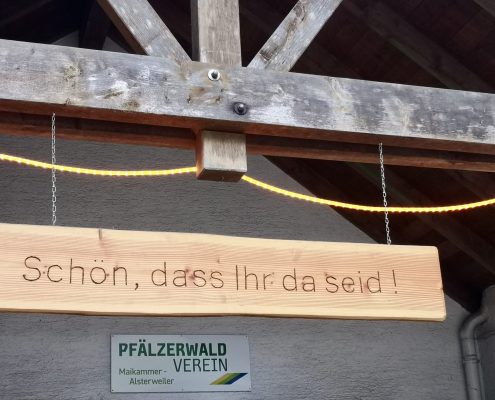 Schön, dass Ihr da seid !
PFÄLZERWALD
VEREIN
Maikammer -
Alsterweiler